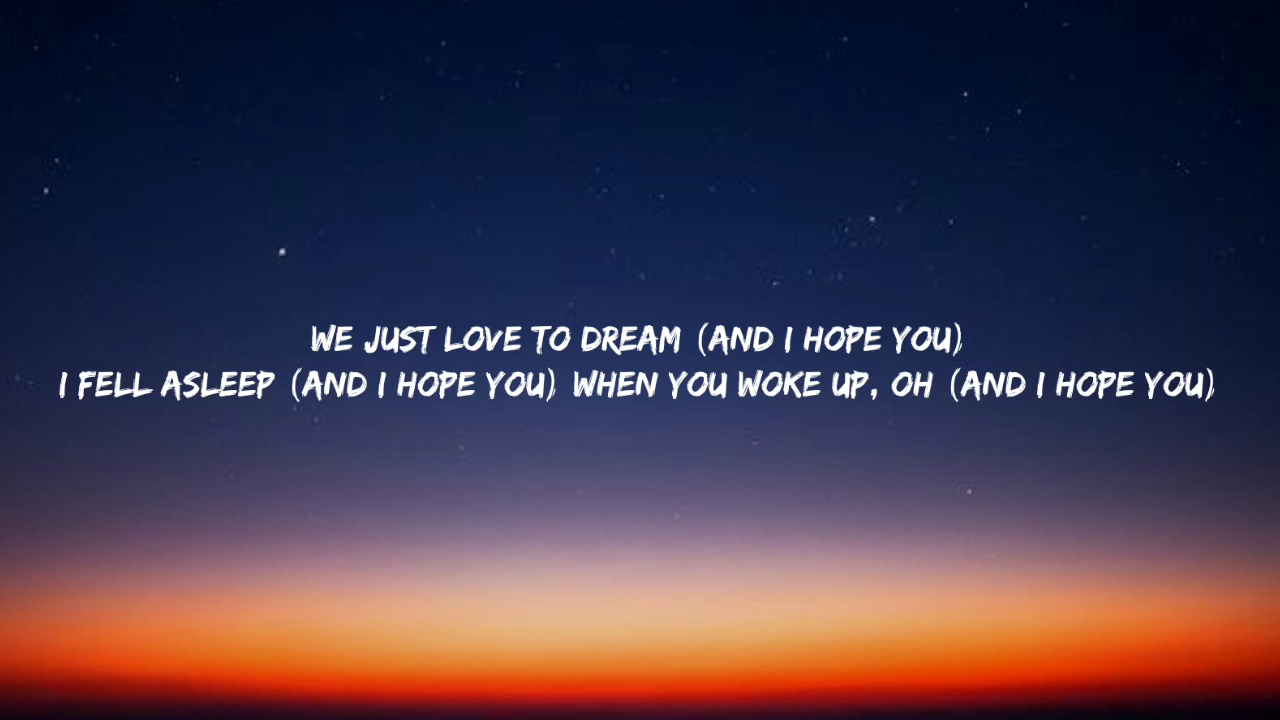 WE JUST LOVE TO DREAM (AND I HOPE YOU)
I FELL ASLEEP (AND I HOPE YOU) WHEN YOU WOKE UP, OH (AND I HOPE YOU)